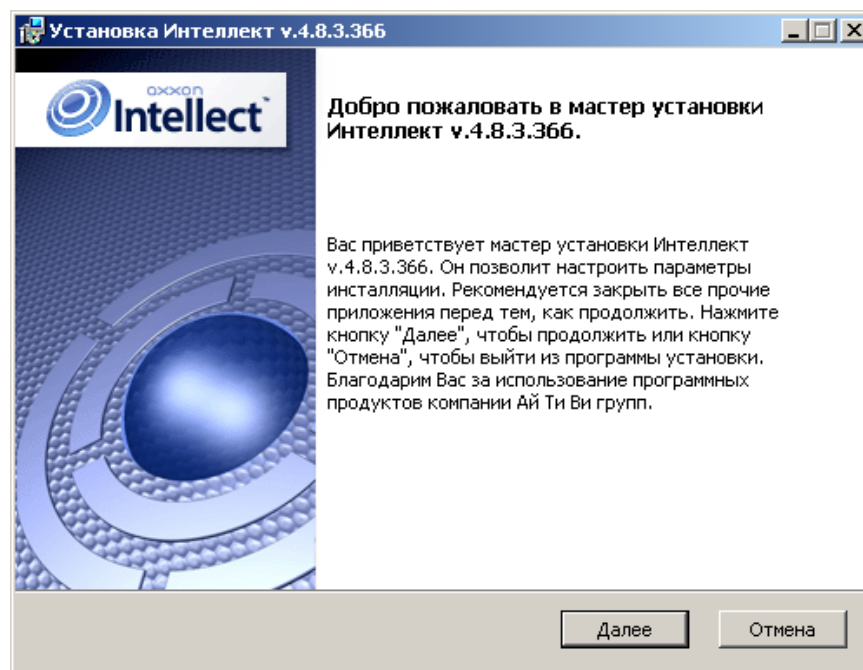 Установка Интеллект v.4.8.3.366
axxon
Intellect
Добро пожаловать в мастер установки
Интеллект v.4.8.3.366.
Вас приветствует мастер установки Интеллект
v.4.8.3.366. Он позволит настроить параметры
инсталляции. Рекомендуется закрыть все прочие
приложения перед тем, как продолжить. Нажмите
кнопку "Далее", чтобы продолжить или кнопку
"Отмена", чтобы выйти из программы установки.
Благодарим Вас за использование программных
продуктов компании Ай Ти Ви групп.
Далее
Отмена